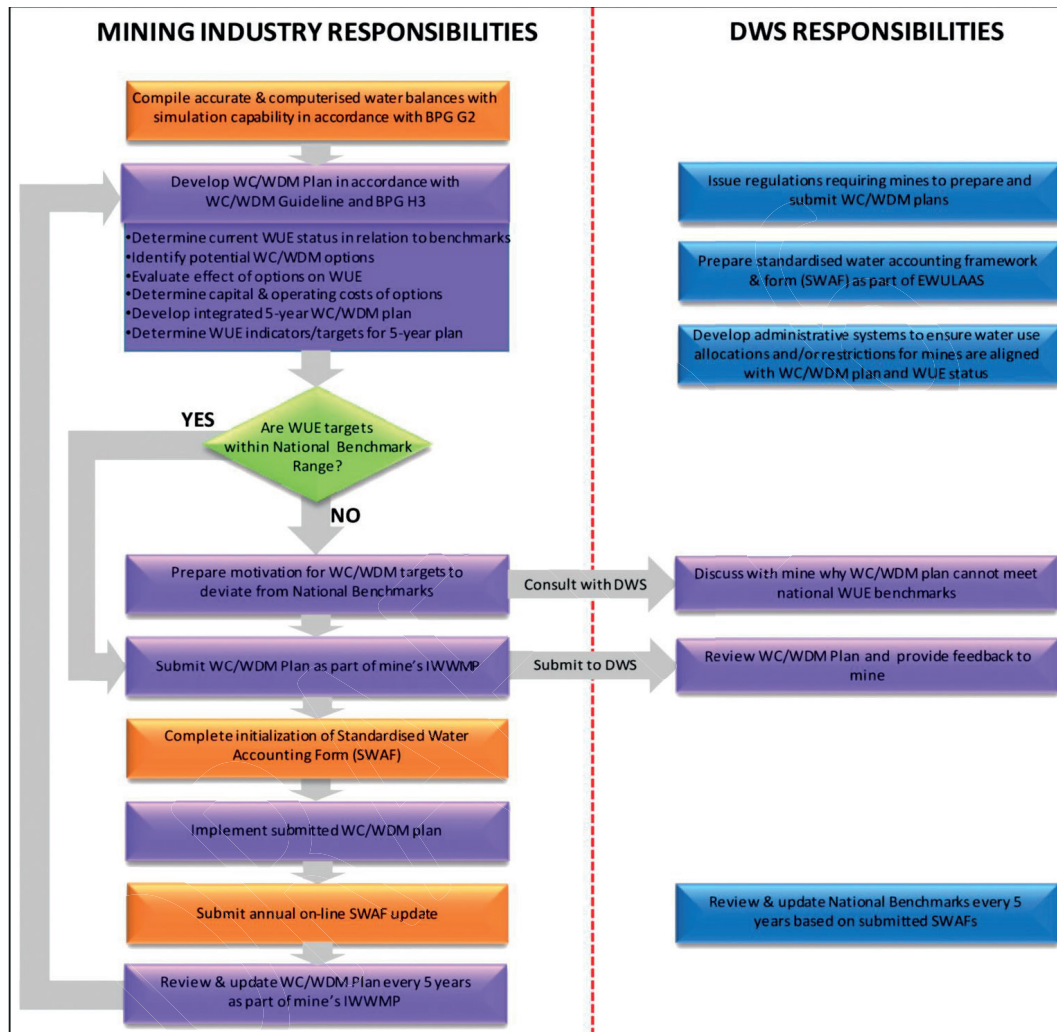 MINING INDUSTRY RESPONSIBILITIES
Compile accurate & computerised water balances with
simulation capability in accordance with BPG G2
Develop WC/WDM Plan in accordance with
WC/WDM Guideline and BPG H3
•Determine current WUE status in relation to benchmarks
•Identify potential WC/WDM options
•Evaluate effect of options on WUE
•Determine capital & operating costs of options
•Develop integrated 5-year WC/WDM plan
•Determine WUE indicators/targets for 5-year plan
YES
Are WUE targets
within National Benchmark
Range?
NO
Prepare motivation for WC/WDM targets to
deviate from National Benchmarks
Consult with DWS
Submit WC/WDM Plan as part of mine's IWWMP
Submit to DWS
Complete initialization of Standardised Water
Accounting Form (SWAF)
Implement submitted WC/WDM plan
Submit annual on-line SWAF update
Review & update WC/WDM Plan every 5 years
as part of mine's IWWMP
DWS RESPONSIBILITIES
Issue regulations requiring mines to prepare and
submit WC/WDM plans
Prepare standardised water accounting framework
& form (SWAF) as part of EWULAAS
Develop administrative systems to ensure water use
allocations and/or restrictions for mines are aligned
with WC/WDM plan and WUE status
Discuss with mine why WC/WDM plan cannot meet
national WUE benchmarks
Review WC/WDM Plan and provide feedback to
mine
Review & update National Benchmarks every 5
years based on submitted SWAFs